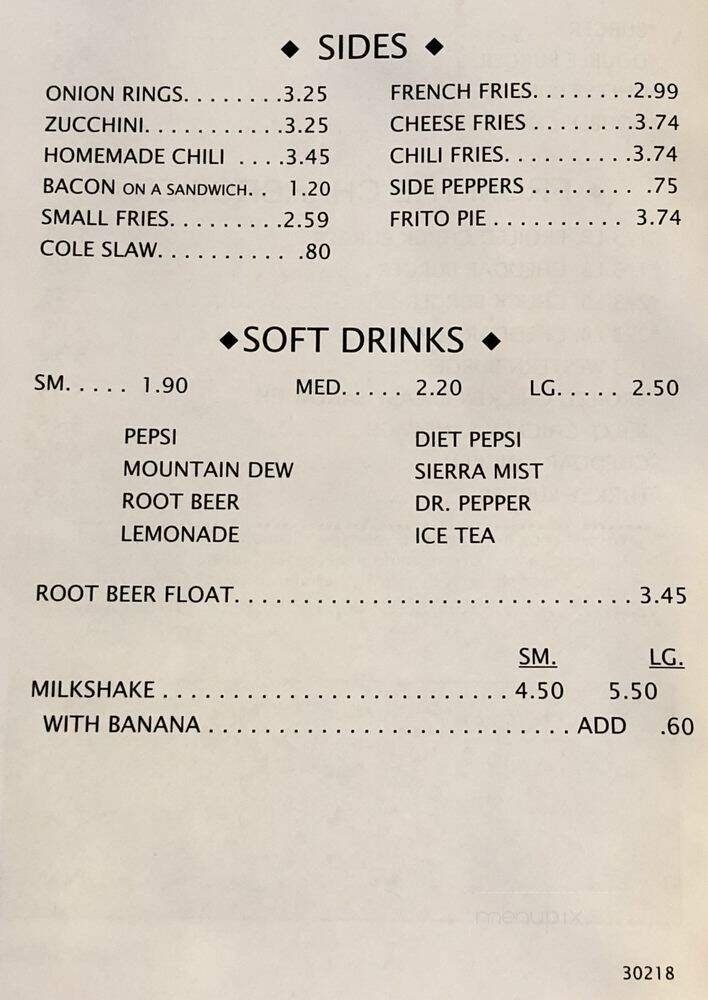 ◆ SIDES ◆
ONION RINGS. . . . . . . .3.25
ZUCCHINI. . . . . . . . . . .3.25
HOMEMADE CHILI . . . .3.45
BACON ON A SANDWICH. . 1.20
SMALL FRIES. . . . . . . . .2.59
COLE SLAW. . . . . . . . . . . .80
FRENCH FRIES. . . . . . . .2.99
CHEESE FRIES . . . . . . . .3.74
CHILI FRIES. . . . . . . . . .3.74
SIDE PEPPERS . . . . . . . . .75
FRITO PIE . . . . . . . . . . 3.74
◆SOFT DRINKS ◆
SM. . . . . 1.90 MED. . . . . 2.20 LG. . . . . 2.50
PEPSI
MOUNTAIN DEW
ROOT BEER
LEMONADE
DIET PEPSI
SIERRA MIST
DR. PEPPER
ICE TEA
ROOT BEER FLOAT. . . . . . . . . . . . . . . . . . . . . . . . . . . . . 3.45
SM. LG.
MILKSHAKE . . . . . . . . . . . . . . . . . . . . . . . . . 4.50 5.50
WITH BANANA . . . . . . . . . . . . . . . . . . . . . . . . . . ADD .60
menupix
30218